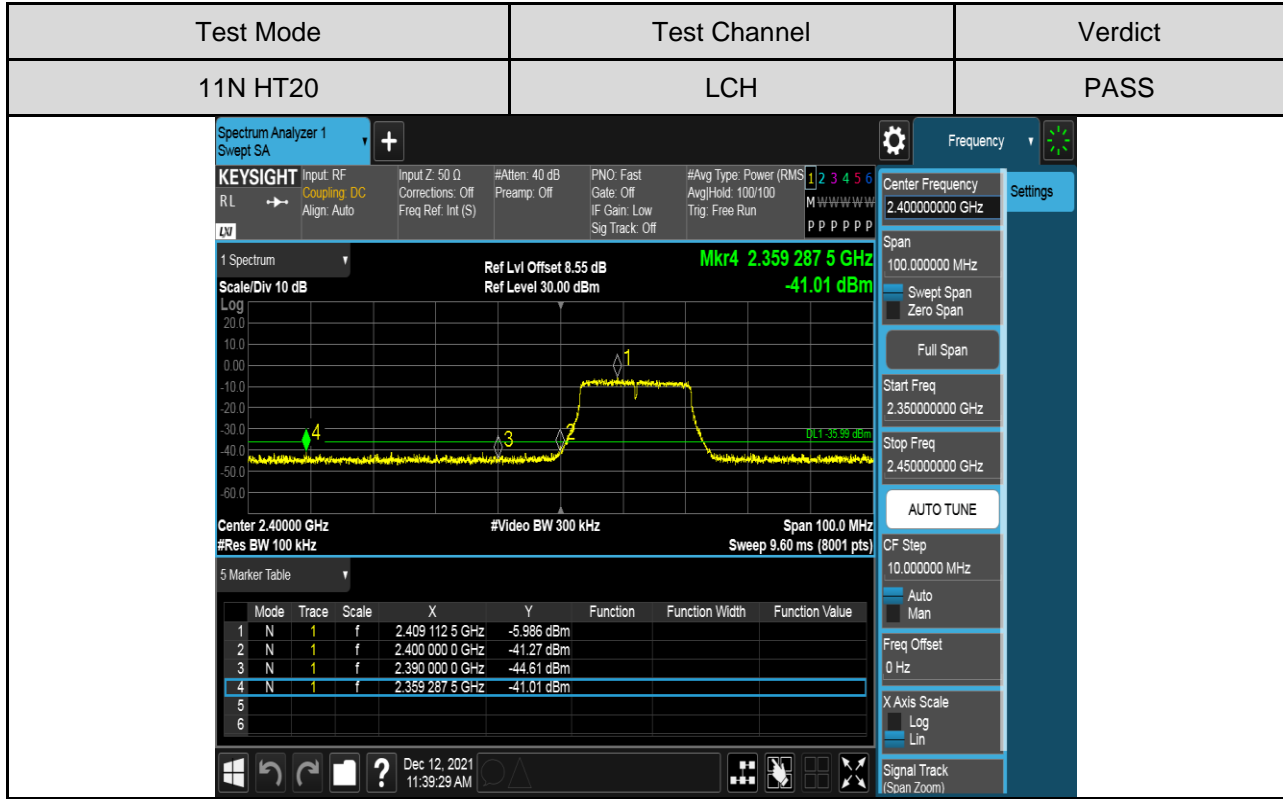 Test Mode Test Channel Verdict
11N HT20 LCH PASS
Spectrum Analyzer 1
Swept SA
Frequency
KEYSIGHT Input: RF Input Z: 50 Ω #Atten: 40 dB PNO: Fast #Avg Type: Power (RMS 1 2 3 4 5 6
RL Coupling: DC Corrections: Off Preamp: Off Gate: Off Avg|Hold: 100/100 M W W W W W
Align: Auto Freq Ref: Int (S) IF Gain: Low Trig: Free Run
LXI Sig Track: Off P P P P P P
1 Spectrum
Ref Lvl Offset 8.55 dB
Mkr4 2.359 287 5 GHz
Scale/Div 10 dB Ref Level 30.00 dBm -41.01 dBm
Log
20.0
10.0
0.00
1
-10.0
-20.0
-30.0
4 3 2 DL1 -35.99 dBm
-40.0
-50.0
-60.0
Center 2.40000 GHz #Video BW 300 kHz Span 100.0 MHz
#Res BW 100 kHz Sweep 9.60 ms (8001 pts)
5 Marker Table
Mode Trace Scale X Y Function Function Width Function Value
1 N 1 f 2.409 112 5 GHz -5.986 dBm
2 N 1 f 2.400 000 0 GHz -41.27 dBm
3 N 1 f 2.390 000 0 GHz -44.61 dBm
4 N 1 f 2.359 287 5 GHz -41.01 dBm
5
6
Dec 12, 2021
11:39:29 AM
Center Frequency
2.400000000 GHz
Settings
Span
100.000000 MHz
Swept Span
Zero Span
Full Span
Start Freq
2.350000000 GHz
Stop Freq
2.450000000 GHz
AUTO TUNE
CF Step
10.000000 MHz
Auto
Man
Freq Offset
0 Hz
X Axis Scale
Log
Lin
Signal Track
(Span Zoom)